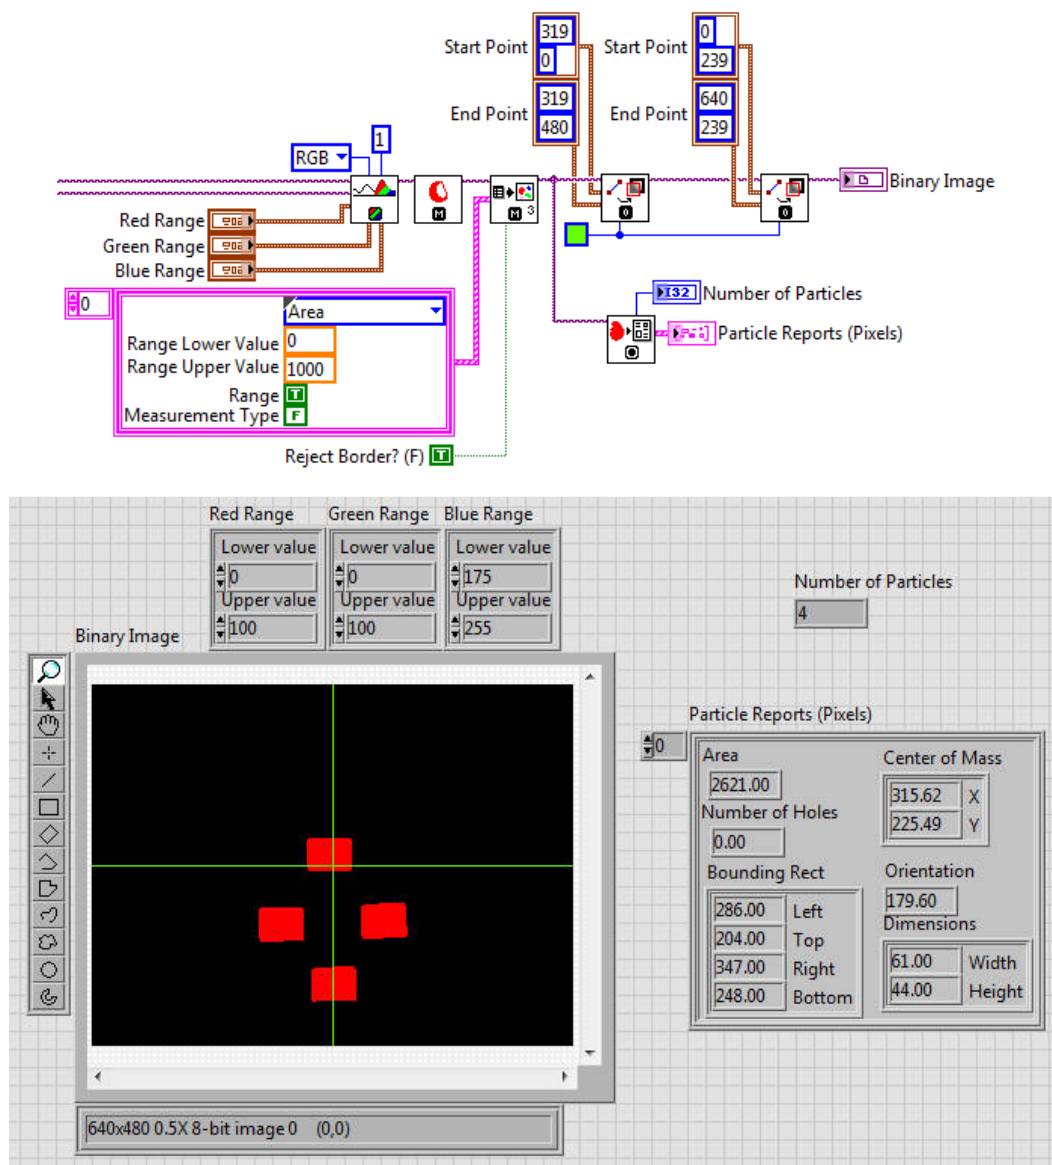 Start Point
319
0
Start Point
0
239
End Point
319
480
End Point
640
239
1
RGB
Binary Image
M
M 3
0
0
Red Range
Green Range
Blue Range
I32
Number of Particles
Particle Reports (Pixels)
0
Area
Range Lower Value 0
Range Upper Value 1000
Range T
Measurement Type F
Reject Border? (F) T
Red Range
Green Range
Blue Range
Lower value
Lower value
Lower value
0
0
175
Upper value
Upper value
Upper value
100
100
255
Number of Particles
4
Binary Image
Particle Reports (Pixels)
0
Area
2621.00
Center of Mass
315.62 X
225.49 Y
Number of Holes
0.00
Bounding Rect
286.00 Left
204.00 Top
347.00 Right
248.00 Bottom
Orientation
179.60
Dimensions
61.00 Width
44.00 Height
640x480 0.5X 8-bit image 0 (0,0)